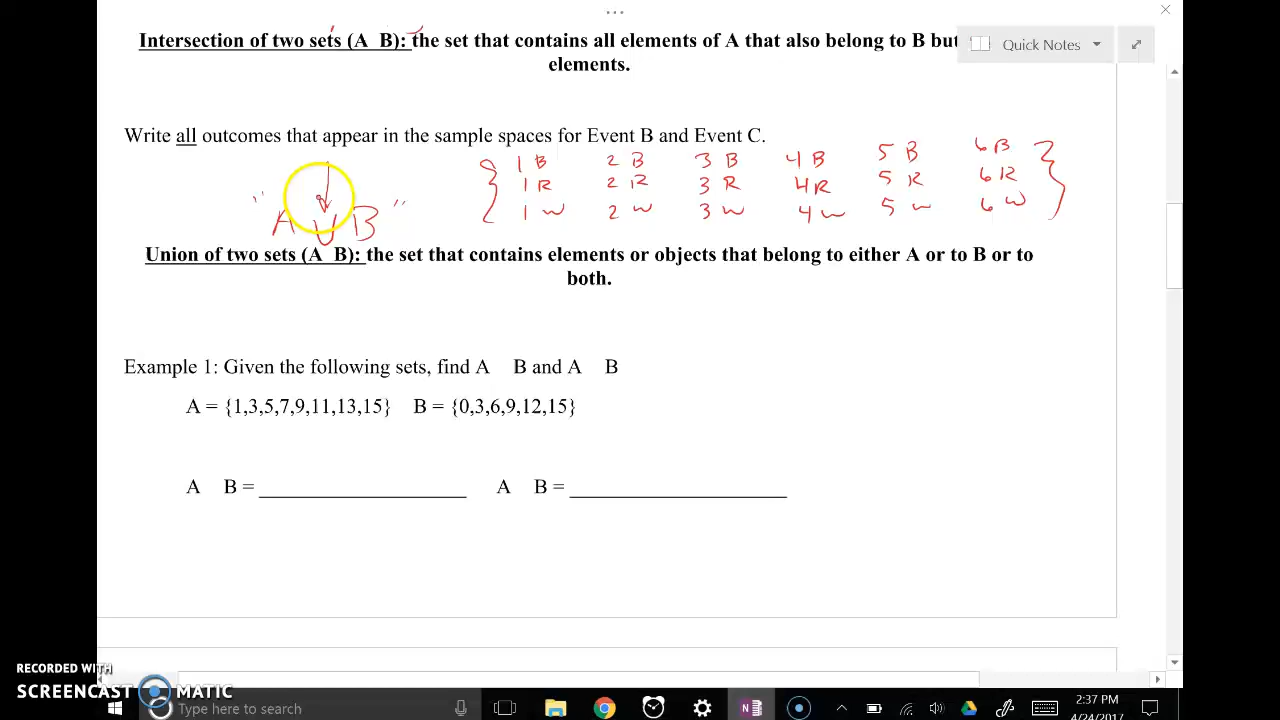 Quick Notes
Intersection of two sets (A B): the set that contains all elements of A that also belong to B but
elements.
Write all outcomes that appear in the sample spaces for Event B and Event C.
{ 1 B 2 B 3 B 4 B 5 B 6 B }
1 R 2 R 3 R 4 R 5 R 6 R
1 W 2 W 3 W 4 W 5 W 6 W
" A ∪ B "
Union of two sets (A B): the set that contains elements or objects that belong to either A or to B or to
both.
Example 1: Given the following sets, find A B and A B
A = {1,3,5,7,9,11,13,15} B = {0,3,6,9,12,15}
A B = ____________________ A B = ____________________
RECORDED WITH
SCREENCAST MATIC
Type here to search
2:37 PM
4/24/2017